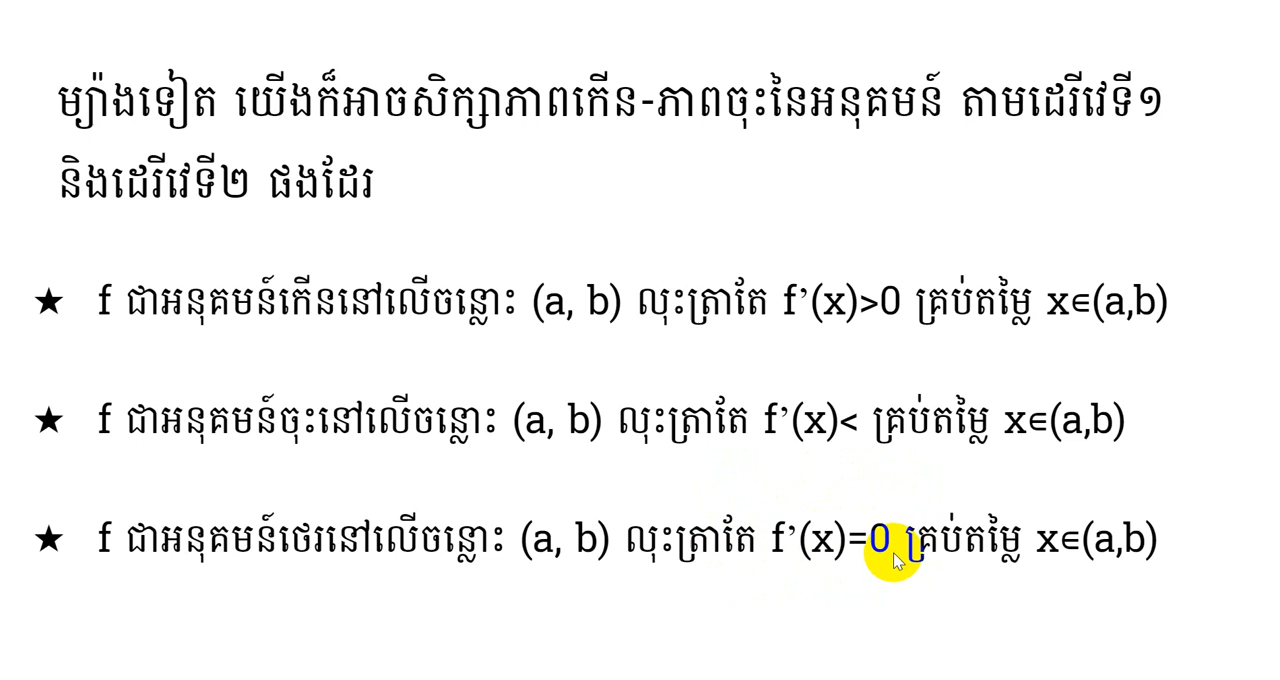 ម្យ៉ាងទៀត យើងក៏អាចសិក្សាភាពកើន-ភាពចុះនៃអនុគមន៍ តាមដេរីវេទី១
និងដេរីវេទី២ ផងដែរ
★ f ជាអនុគមន៍កើននៅលើចន្លោះ (a, b) លុះត្រាតែ f’(x)>0 គ្រប់តម្លៃ x∈(a,b)
★ f ជាអនុគមន៍ចុះនៅលើចន្លោះ (a, b) លុះត្រាតែ f’(x)< គ្រប់តម្លៃ x∈(a,b)
★ f ជាអនុគមន៍ថេរនៅលើចន្លោះ (a, b) លុះត្រាតែ f’(x)=0 គ្រប់តម្លៃ x∈(a,b)